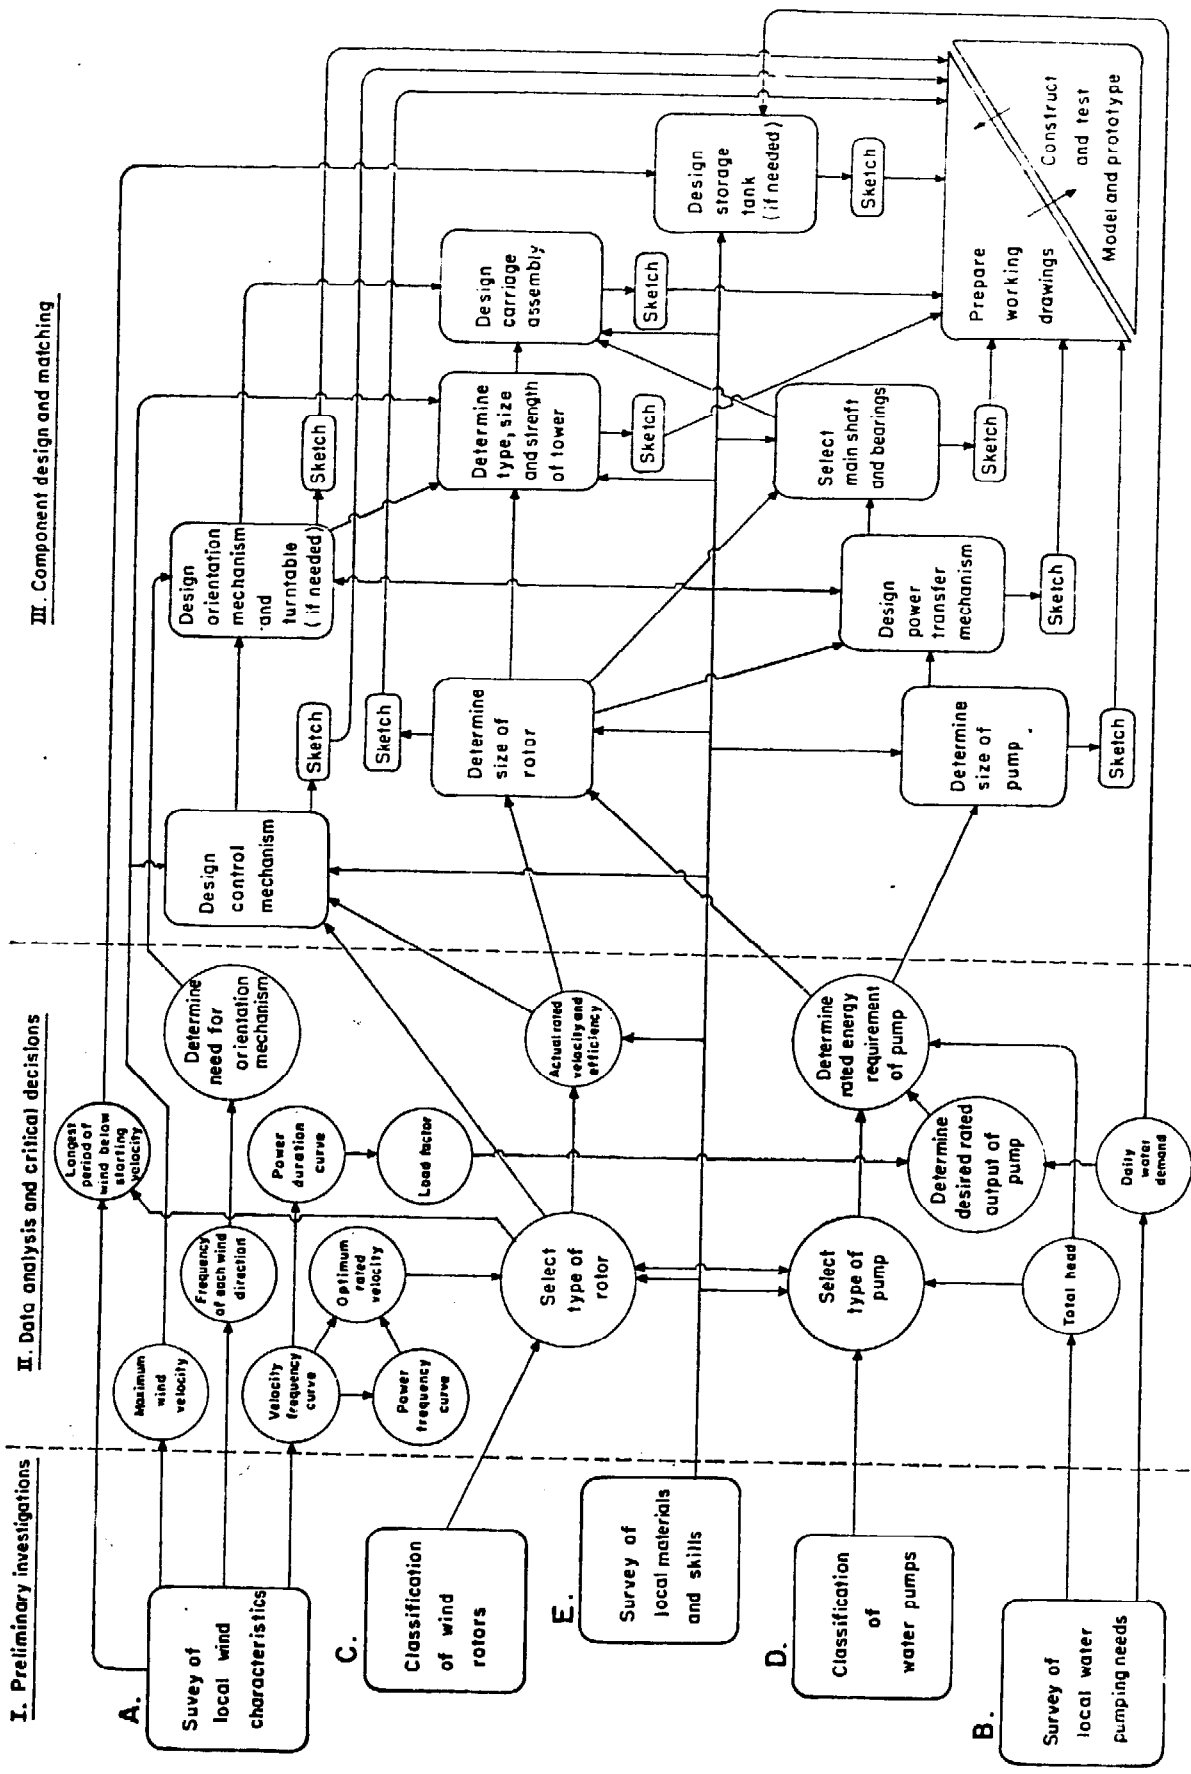 I. Preliminary investigations
II. Data analysis and critical decisions
III. Component design and matching
A.
Suvey of
local wind
characteristics
C.
Classification
of wind
rotors
E.
Survey of
local materials
and skills
D.
Classification
of
water pumps
B.
Survey of
local water
pumping needs
Longest
period of
wind below
starting
velocity
Maximum
wind
velocity
Frequency
of each wind
direction
Determine
need for
orientation
mechanism
Velocity
frequency
curve
Power
duration
curve
Optimum
rated
velocity
Power
frequency
curve
Load factor
Select
type of
rotor
Actual rated
velocity and
efficiency
Select
type of
pump
Determine
rated energy
requirement
of pump
Determine
desired rated
output of
pump
Total head
Daily
water
demand
Design
control
mechanism
Sketch
Design
orientation
mechanism
and
turntable
(if needed)
Sketch
Determine
size of
rotor
Sketch
Determine
type, size
and strength
of tower
Sketch
Design
carriage
assembly
Sketch
Design
storage
tank
(if needed)
Sketch
Determine
size of
pump
Sketch
Design
power
transfer
mechanism
Sketch
Select
main shaft
and bearings
Sketch
Prepare
working
drawings
Construct
and test
Model and prototype